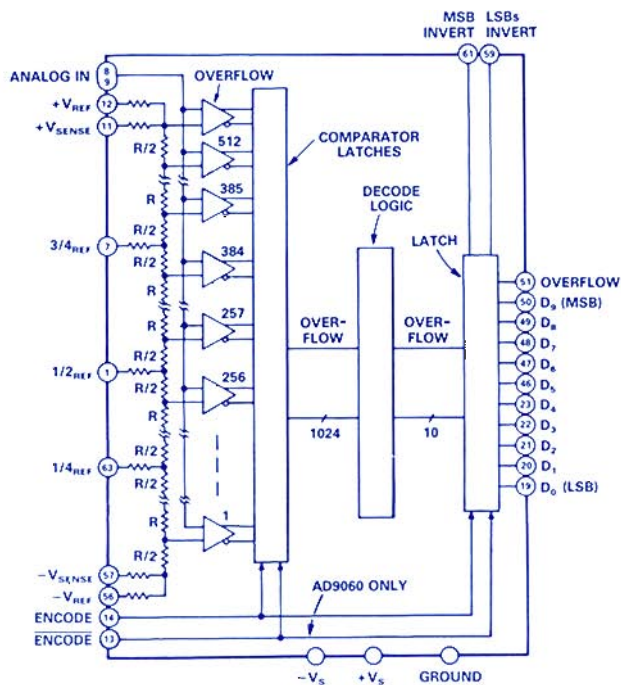 MSB INVERT
LSBs INVERT
61
59
ANALOG IN
8
9
OVERFLOW
+VREF
12
+VSENSE
11
R/2
512
COMPARATOR LATCHES
R
385
DECODE LOGIC
3/4REF
7
R/2
R/2
384
LATCH
R
257
OVER-FLOW
OVER-FLOW
1/2REF
1
R/2
R/2
256
R
1024
10
1/4REF
63
R/2
R/2
R
1
R/2
51
OVERFLOW
50
D9 (MSB)
49
D8
48
D7
47
D6
46
D5
23
D4
22
D3
21
D2
20
D1
19
D0 (LSB)
−VSENSE
57
−VREF
56
AD9060 ONLY
ENCODE
14
ENCODE
13
−VS
+VS
GROUND